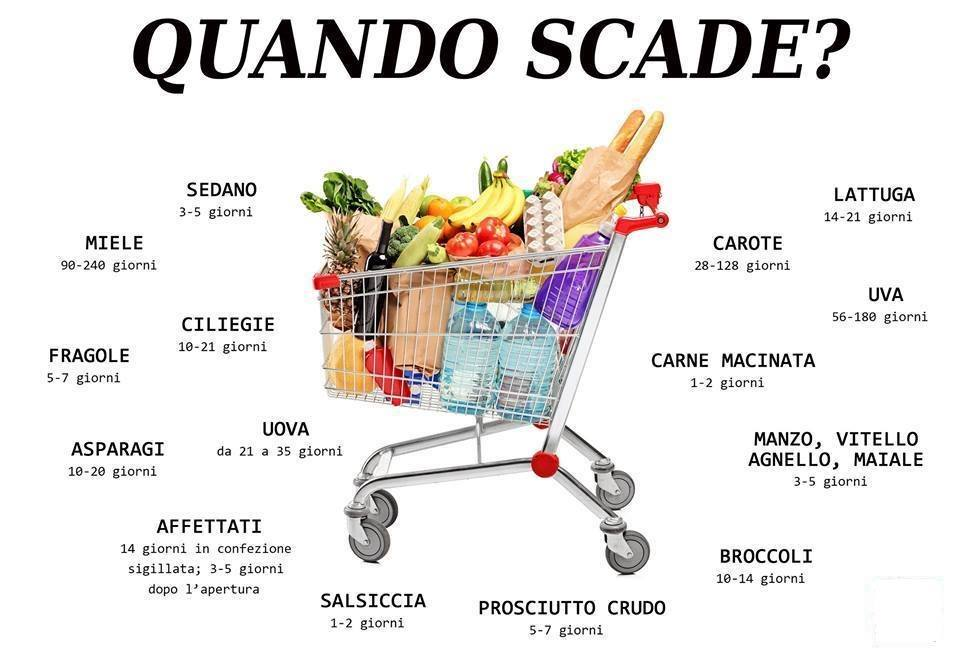 QUANDO SCADE?
SEDANO
3-5 giorni
MIELE
90-240 giorni
CILIEGIE
10-21 giorni
FRAGOLE
5-7 giorni
UOVA
da 21 a 35 giorni
ASPARAGI
10-20 giorni
AFFETTATI
14 giorni in confezione
sigillata; 3-5 giorni
dopo l’apertura
SALSICCIA
1-2 giorni
PROSCIUTTO CRUDO
5-7 giorni
LATTUGA
14-21 giorni
CAROTE
28-128 giorni
UVA
56-180 giorni
CARNE MACINATA
1-2 giorni
MANZO, VITELLO
AGNELLO, MAIALE
3-5 giorni
BROCCOLI
10-14 giorni